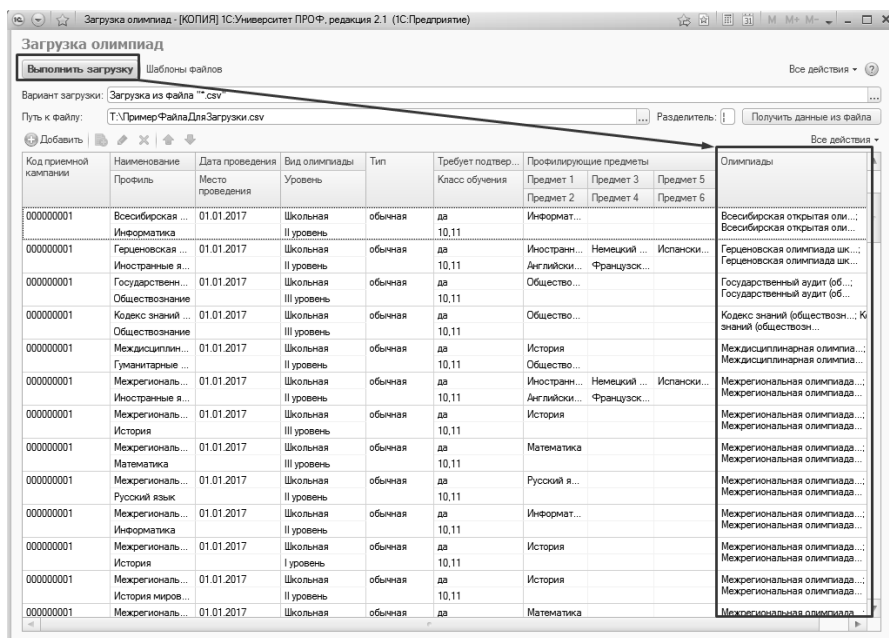 Загрузка олимпиад - [КОПИЯ] 1С:Университет ПРОФ, редакция 2.1 (1С:Предприятие)
M M+ M-
Загрузка олимпиад
Выполнить загрузку Шаблоны файлов Все действия
Вариант загрузки: Загрузка из файла "*.csv" ...
Путь к файлу: T:\ПримерФайлаДляЗагрузки.csv ... Разделитель: ; Получить данные из файла
Добавить Все действия
Код приемной кампании Наименование Дата проведения Вид олимпиады Тип Требует подтвер... Профилирующие предметы Олимпиады
Профиль Место проведения Уровень Класс обучения Предмет 1 Предмет 3 Предмет 5
Предмет 2 Предмет 4 Предмет 6
000000001 Всесибирская ... 01.01.2017 Школьная обычная да Информат... Всесибирская открытая оли...;
Информатика II уровень 10,11 Всесибирская открытая оли...
000000001 Герценовская ... 01.01.2017 Школьная обычная да Иностранн... Немецкий ... Испански... Герценовская олимпиада шк...;
Иностранные я... II уровень 10,11 Английски... Французск... Герценовская олимпиада шк...
000000001 Государственн... 01.01.2017 Школьная обычная да Общество... Государственный аудит (об...;
Обществознание III уровень 10,11 Государственный аудит (об...
000000001 Кодекс знаний ... 01.01.2017 Школьная обычная да Общество... Кодекс знаний (обществозн...; Ко
Обществознание III уровень 10,11 знаний (обществозн...
000000001 Междисциплин... 01.01.2017 Школьная обычная да История Междисциплинарная олимпиа...;
Гуманитарные ... II уровень 10,11 Общество... Междисциплинарная олимпиа...
000000001 Межрегиональ... 01.01.2017 Школьная обычная да Иностранн... Немецкий ... Испански... Межрегиональная олимпиада...;
Иностранные я... II уровень 10,11 Английски... Французск... Межрегиональная олимпиада...
000000001 Межрегиональ... 01.01.2017 Школьная обычная да История Межрегиональная олимпиада...;
История III уровень 10,11 Межрегиональная олимпиада...
000000001 Межрегиональ... 01.01.2017 Школьная обычная да Математика Межрегиональная олимпиада...;
Математика III уровень 10,11 Межрегиональная олимпиада...
000000001 Межрегиональ... 01.01.2017 Школьная обычная да Русский я... Межрегиональная олимпиада...;
Русский язык II уровень 10,11 Межрегиональная олимпиада...
000000001 Межрегиональ... 01.01.2017 Школьная обычная да Информат... Межрегиональная олимпиада...;
Информатика II уровень 10,11 Межрегиональная олимпиада...
000000001 Межрегиональ... 01.01.2017 Школьная обычная да История Межрегиональная олимпиада...;
История I уровень 10,11 Межрегиональная олимпиада...
000000001 Межрегиональ... 01.01.2017 Школьная обычная да История Межрегиональная олимпиада...;
История миров... II уровень 10,11 Межрегиональная олимпиада...
000000001 Межрегиональ... 01.01.2017 Школьная обычная да Математика Межрегиональная олимпиада...;